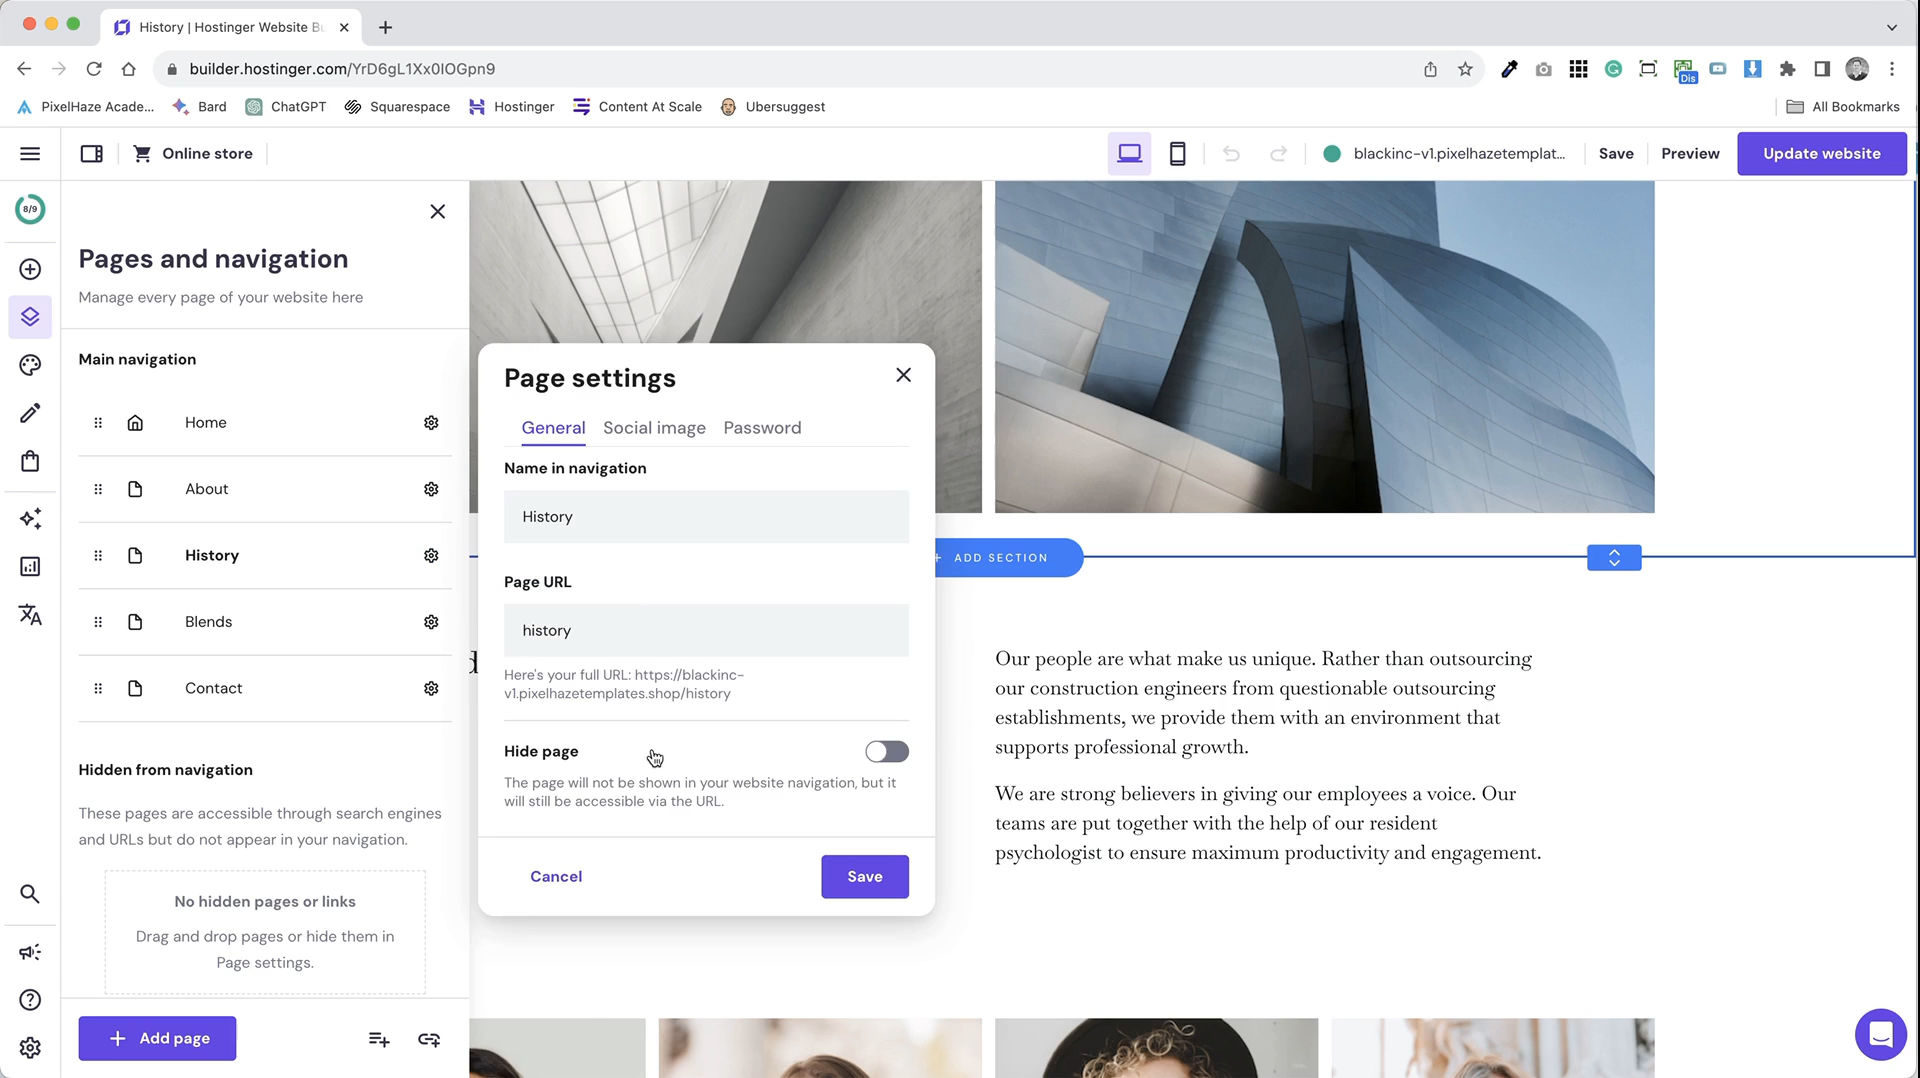 History | Hostinger Website Bu
builder.hostinger.com/YrD6gL1Xx0IOGpn9
Dis
PixelHaze Acade...
Bard
ChatGPT
Squarespace
Hostinger
Content At Scale
Ubersuggest
All Bookmarks
Online store
blackinc-v1.pixelhazetemplat...
Save
Preview
Update website
8/9
Pages and navigation
Manage every page of your website here
Main navigation
Home
About
History
Blends
Contact
Hidden from navigation
These pages are accessible through search engines
and URLs but do not appear in your navigation.
No hidden pages or links
Drag and drop pages or hide them in
Page settings.
+ Add page
Page settings
General
Social image
Password
Name in navigation
History
Page URL
history
Here's your full URL: https://blackinc-
v1.pixelhazetemplates.shop/history
Hide page
The page will not be shown in your website navigation, but it
will still be accessible via the URL.
Cancel
Save
+ ADD SECTION
d
Our people are what make us unique. Rather than outsourcing
our construction engineers from questionable outsourcing
establishments, we provide them with an environment that
supports professional growth.
We are strong believers in giving our employees a voice. Our
teams are put together with the help of our resident
psychologist to ensure maximum productivity and engagement.